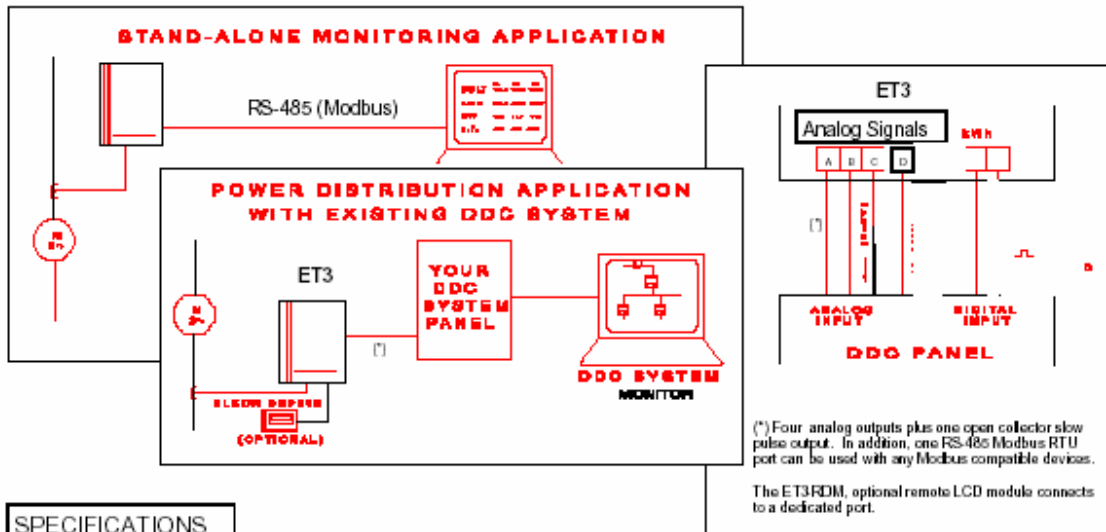 STAND-ALONE MONITORING APPLICATION
RS-485 (Modbus)
POWER DISTRIBUTION APPLICATION
WITH EXISTING DDC SYSTEM
ET3
YOUR
DDC
SYSTEM
PANEL
(*)
(OPTIONAL)
DDC SYSTEM
MONITOR
ET3
Analog Signals
KWh
A B C D
(*)
ANALOG
INPUT
DIGITAL
INPUT
DDC PANEL
(*) Four analog outputs plus one open collector slow
pulse output. In addition, one RS-485 Modbus RTU
port can be used with any Modbus compatible devices.
The ET3RDM, optional remote LCD module connects
to a dedicated port.
SPECIFICATIONS